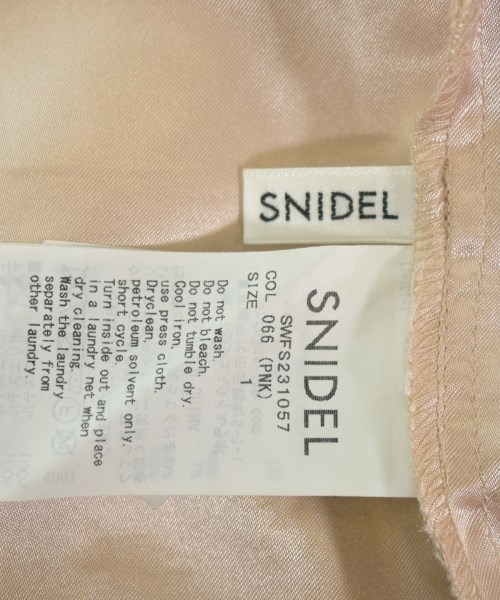 SNIDEL
SNIDEL
SWFS231057
COL 066 (PNK)
SIZE 1
Do not wash.
Do not bleach.
Do not tumble dry.
Cool iron.
use press cloth.
Dryclean,
petroleum solvent only.
short cycle.
Turn inside out and place
in a laundry net when
dry cleaning.
Wash the laundry
separately from
other laundry.